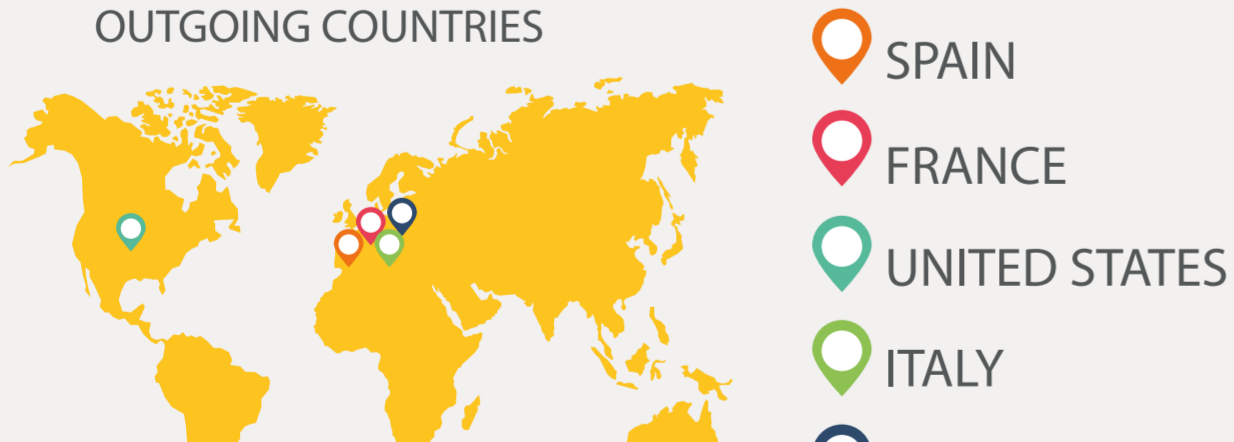 OUTGOING COUNTRIES
SPAIN
FRANCE
UNITED STATES
ITALY